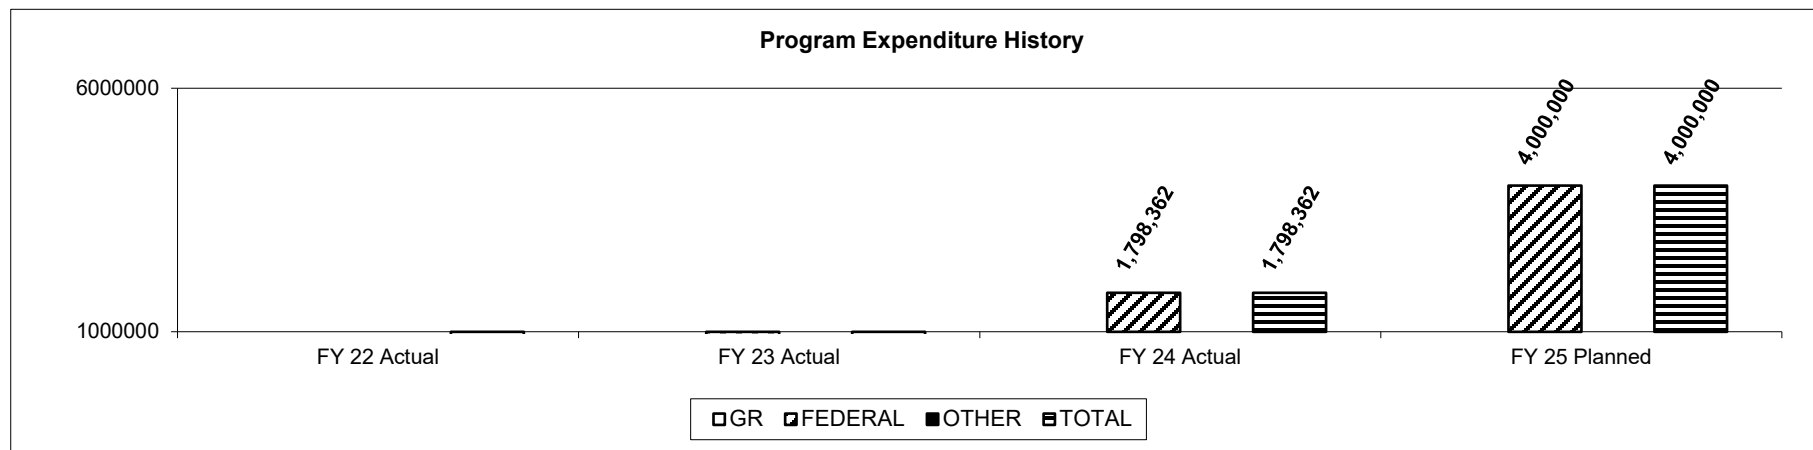 Program Expenditure History
6000000
4,000,000
4,000,000
1,798,362
1,798,362
1000000
FY 22 Actual
FY 23 Actual
FY 24 Actual
FY 25 Planned
GR FEDERAL OTHER TOTAL